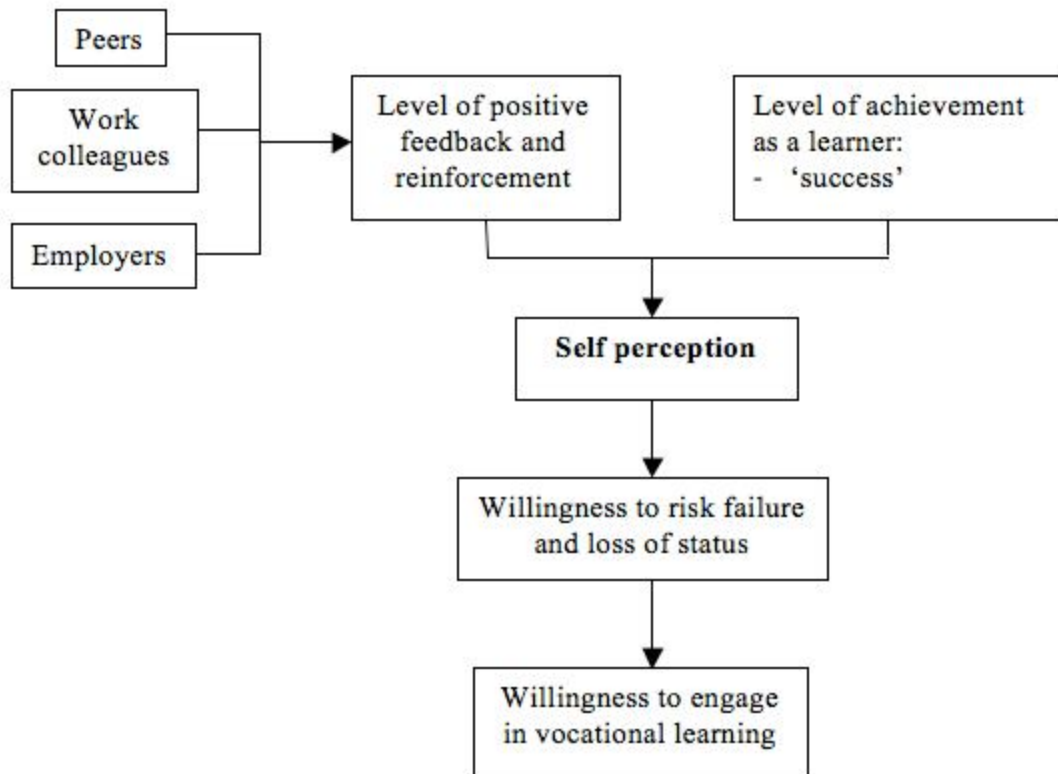 Peers
Work
colleagues
Employers
Level of positive
feedback and
reinforcement
Level of achievement
as a learner:
- ‘success’
Self perception
Willingness to risk failure
and loss of status
Willingness to engage
in vocational learning